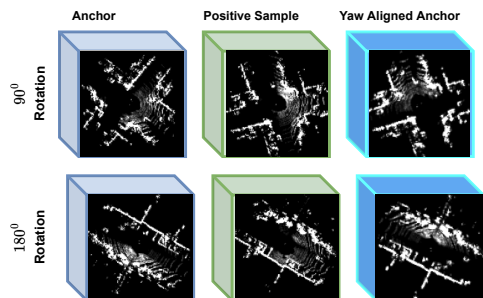 Anchor
Positive Sample
Yaw Aligned Anchor
90⁰
Rotation
180⁰
Rotation